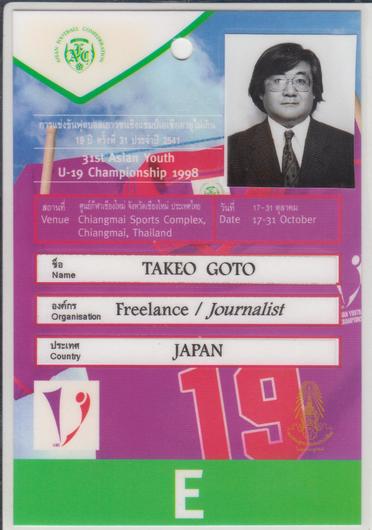 ASIAN FOOTBALL CONFEDERATION
AFC
การแข่งขันฟุตบอลเยาวชนชิงแชมป์เอเชียอายุไม่เกิน
19 ปี ครั้งที่ 31 ประจำปี 2541
31st Asian Youth
U-19 Championship 1998
สถานที่ ศูนย์กีฬาเชียงใหม่ จังหวัดเชียงใหม่ ประเทศไทย
Venue Chiangmai Sports Complex,
Chiangmai, Thailand
วันที่ 17-31 ตุลาคม
Date 17-31 October
ชื่อ
Name TAKEO GOTO
องค์กร
Organisation Freelance / Journalist
ประเทศ
Country JAPAN
19
E